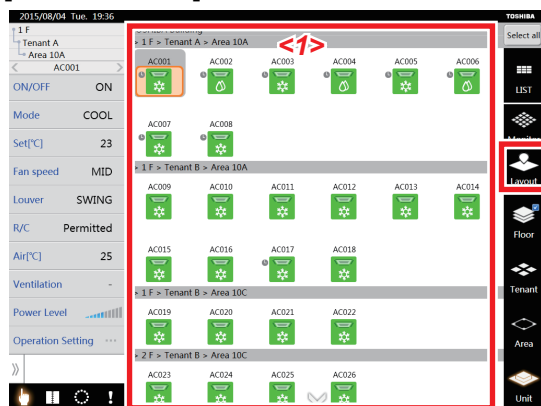 2015/08/04 Tue. 19:36
TOSHIBA
1 F
Tenant A
Area 10A
< AC001 >
ON/OFF ON
Mode COOL
Set[°C] 23
Fan speed MID
Louver SWING
R/C Permitted
Air[°C] 25
Ventilation -
Power Level
Operation Setting ...
<1>
> 1 F > Tenant A > Area 10A
AC001 AC002 AC003 AC004 AC005 AC006
AC007 AC008
> 1 F > Tenant B > Area 10A
AC009 AC010 AC011 AC012 AC013 AC014
AC015 AC016 AC017 AC018
> 1 F > Tenant B > Area 10C
AC019 AC020 AC021 AC022
> 2 F > Tenant B > Area 10C
AC023 AC024 AC025 AC026
Select all
LIST
Monitor
Layout
Floor
Tenant
Area
Unit